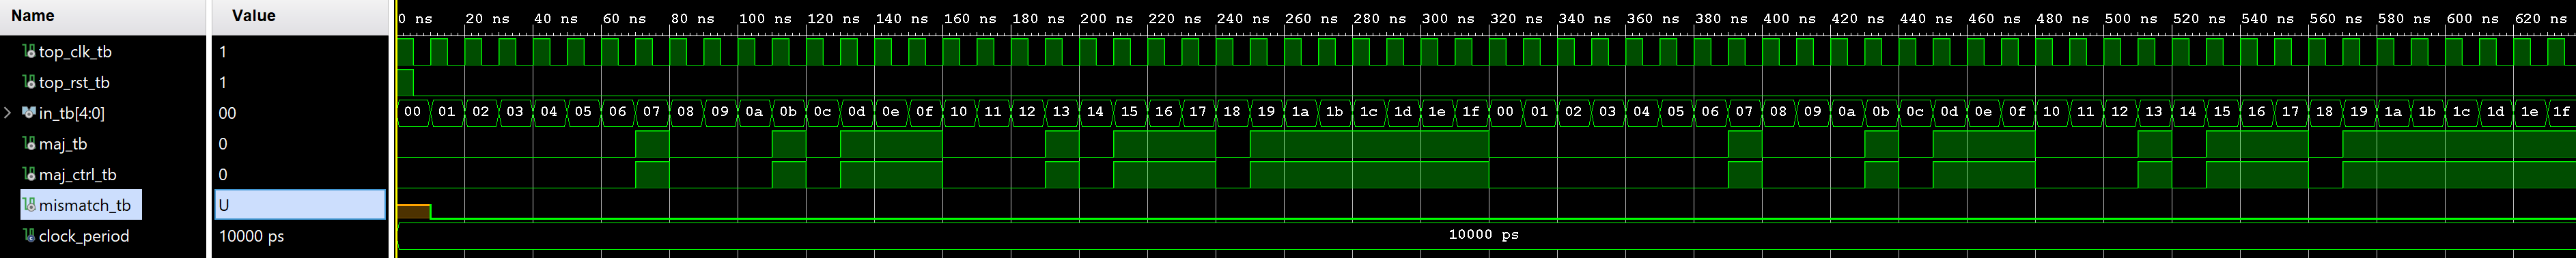 Name Value 0 ns 20 ns 40 ns 60 ns 80 ns 100 ns 120 ns 140 ns 160 ns 180 ns 200 ns 220 ns 240 ns 260 ns 280 ns 300 ns 320 ns 340 ns 360 ns 380 ns 400 ns 420 ns 440 ns 460 ns 480 ns 500 ns 520 ns 540 ns 560 ns 580 ns 600 ns 620 ns
top_clk_tb 1
top_rst_tb 1
in_tb[4:0] 00 00 01 02 03 04 05 06 07 08 09 0a 0b 0c 0d 0e 0f 10 11 12 13 14 15 16 17 18 19 1a 1b 1c 1d 1e 1f 00 01 02 03 04 05 06 07 08 09 0a 0b 0c 0d 0e 0f 10 11 12 13 14 15 16 17 18 19 1a 1b 1c 1d 1e 1f
maj_tb 0
maj_ctrl_tb 0
mismatch_tb U
clock_period 10000 ps 10000 ps